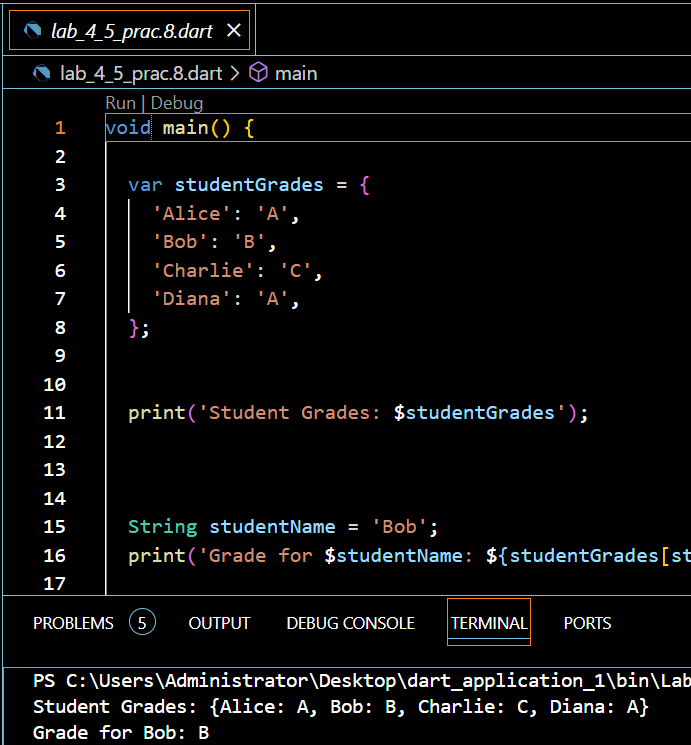 lab_4_5_prac.8.dart ×
lab_4_5_prac.8.dart > main
Run | Debug
1 void main() {
2
3 var studentGrades = {
4 'Alice': 'A',
5 'Bob': 'B',
6 'Charlie': 'C',
7 'Diana': 'A',
8 };
9
10
11 print('Student Grades: $studentGrades');
12
13
14
15 String studentName = 'Bob';
16 print('Grade for $studentName: ${studentGrades[st
17
PROBLEMS 5 OUTPUT DEBUG CONSOLE TERMINAL PORTS
PS C:\Users\Administrator\Desktop\dart_application_1\bin\Lab
Student Grades: {Alice: A, Bob: B, Charlie: C, Diana: A}
Grade for Bob: B